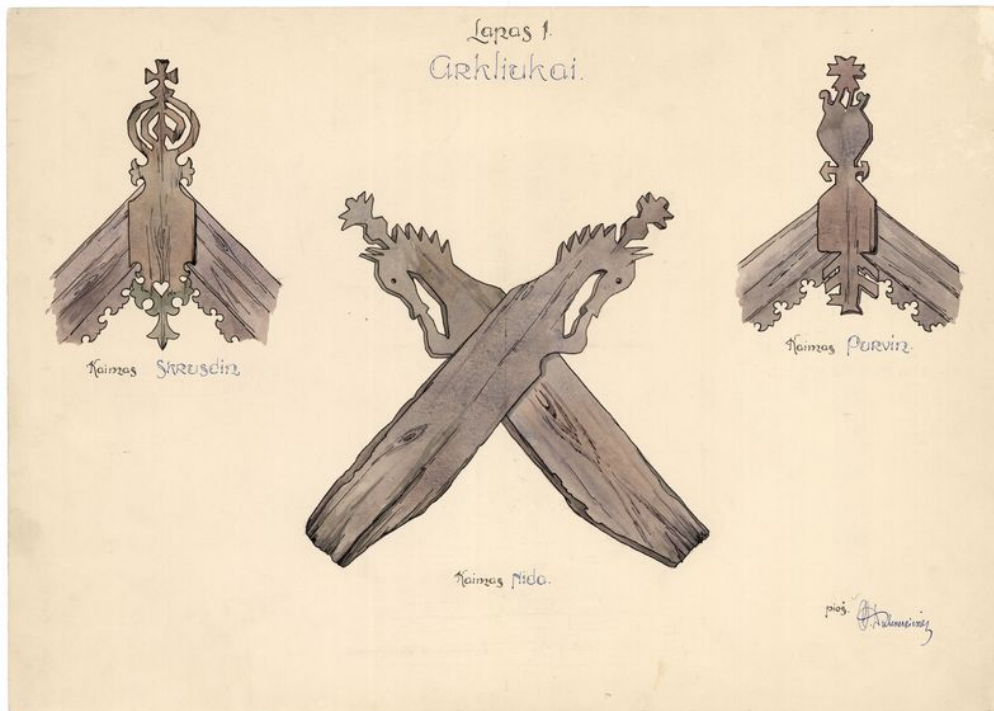 Lapas 1.
Arkliukai.
Kaimas Skrusdin
Kaimas Purvin.
Kaimas Nida.
pieš.